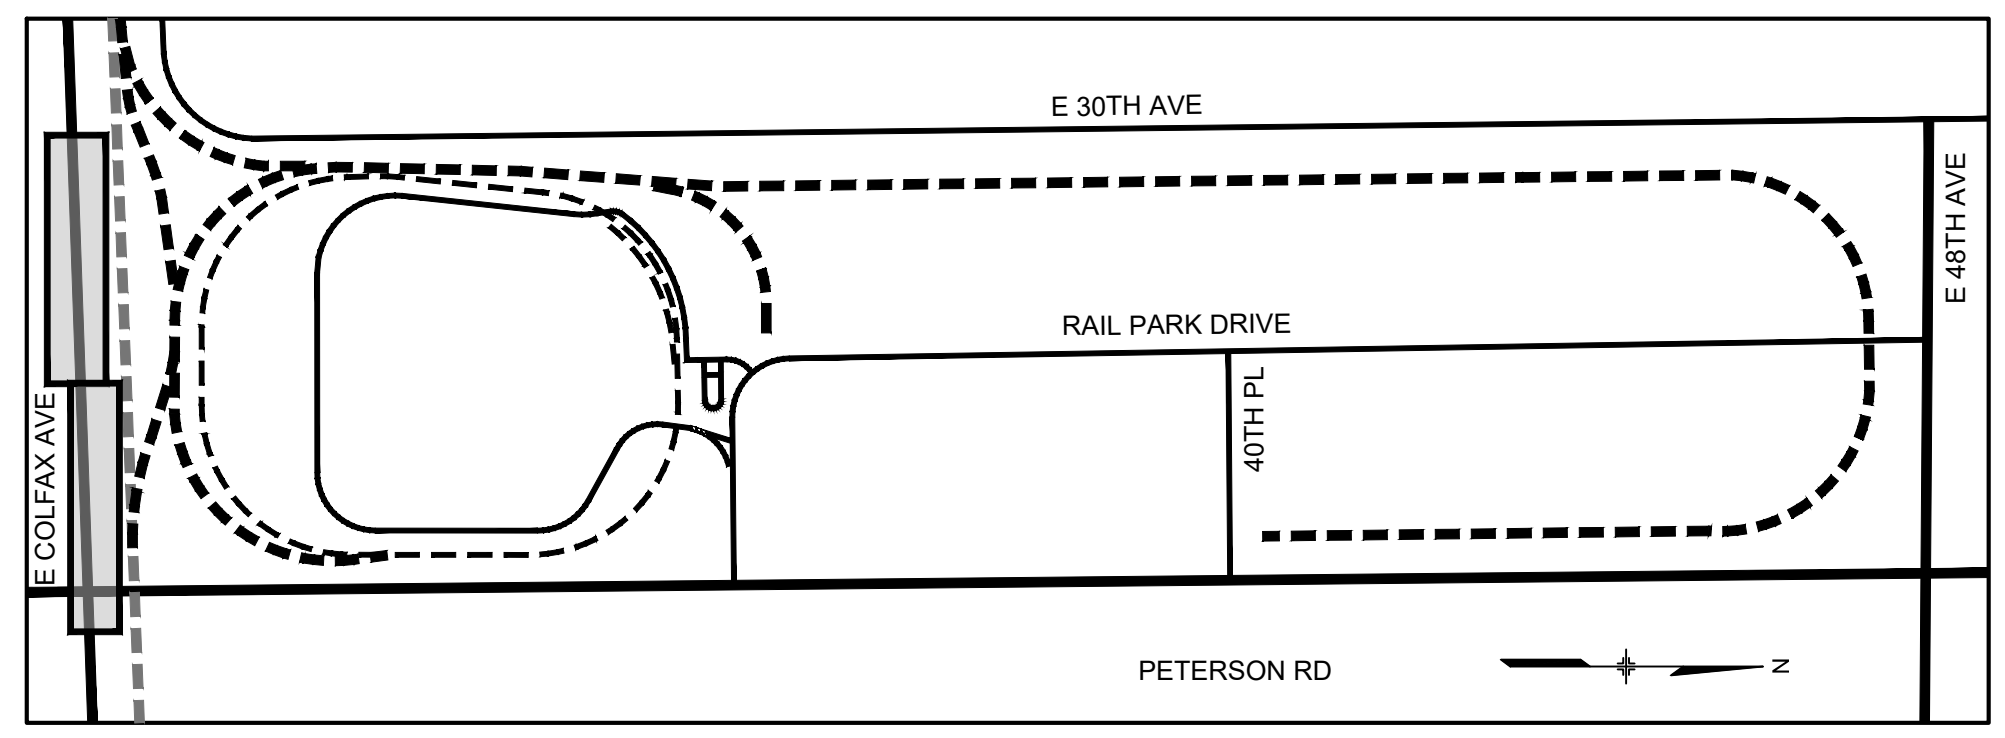 E 30TH AVE
E 48TH AVE
RAIL PARK DRIVE
40TH PL
E COLFAX AVE
PETERSON RD
N